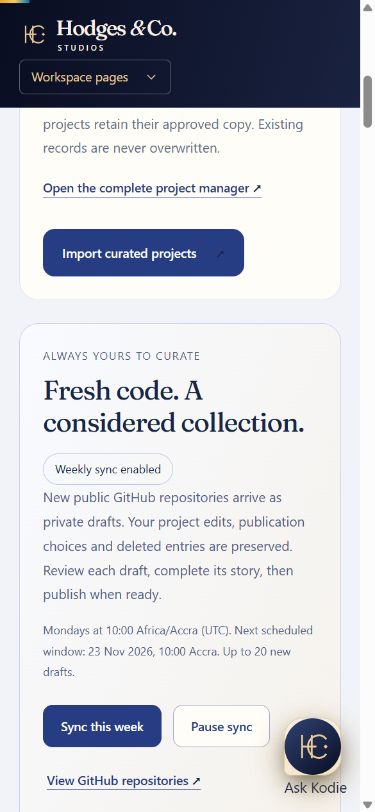 Hodges & Co.
STUDIOS
Workspace pages
projects retain their approved copy. Existing
records are never overwritten.
Open the complete project manager ↗
Import curated projects ↗
ALWAYS YOURS TO CURATE
Fresh code. A
considered collection.
Weekly sync enabled
New public GitHub repositories arrive as
private drafts. Your project edits, publication
choices and deleted entries are preserved.
Review each draft, complete its story, then
publish when ready.
Mondays at 10:00 Africa/Accra (UTC). Next scheduled
window: 23 Nov 2026, 10:00 Accra. Up to 20 new
drafts.
Sync this week
Pause sync
View GitHub repositories ↗
Ask Kodie